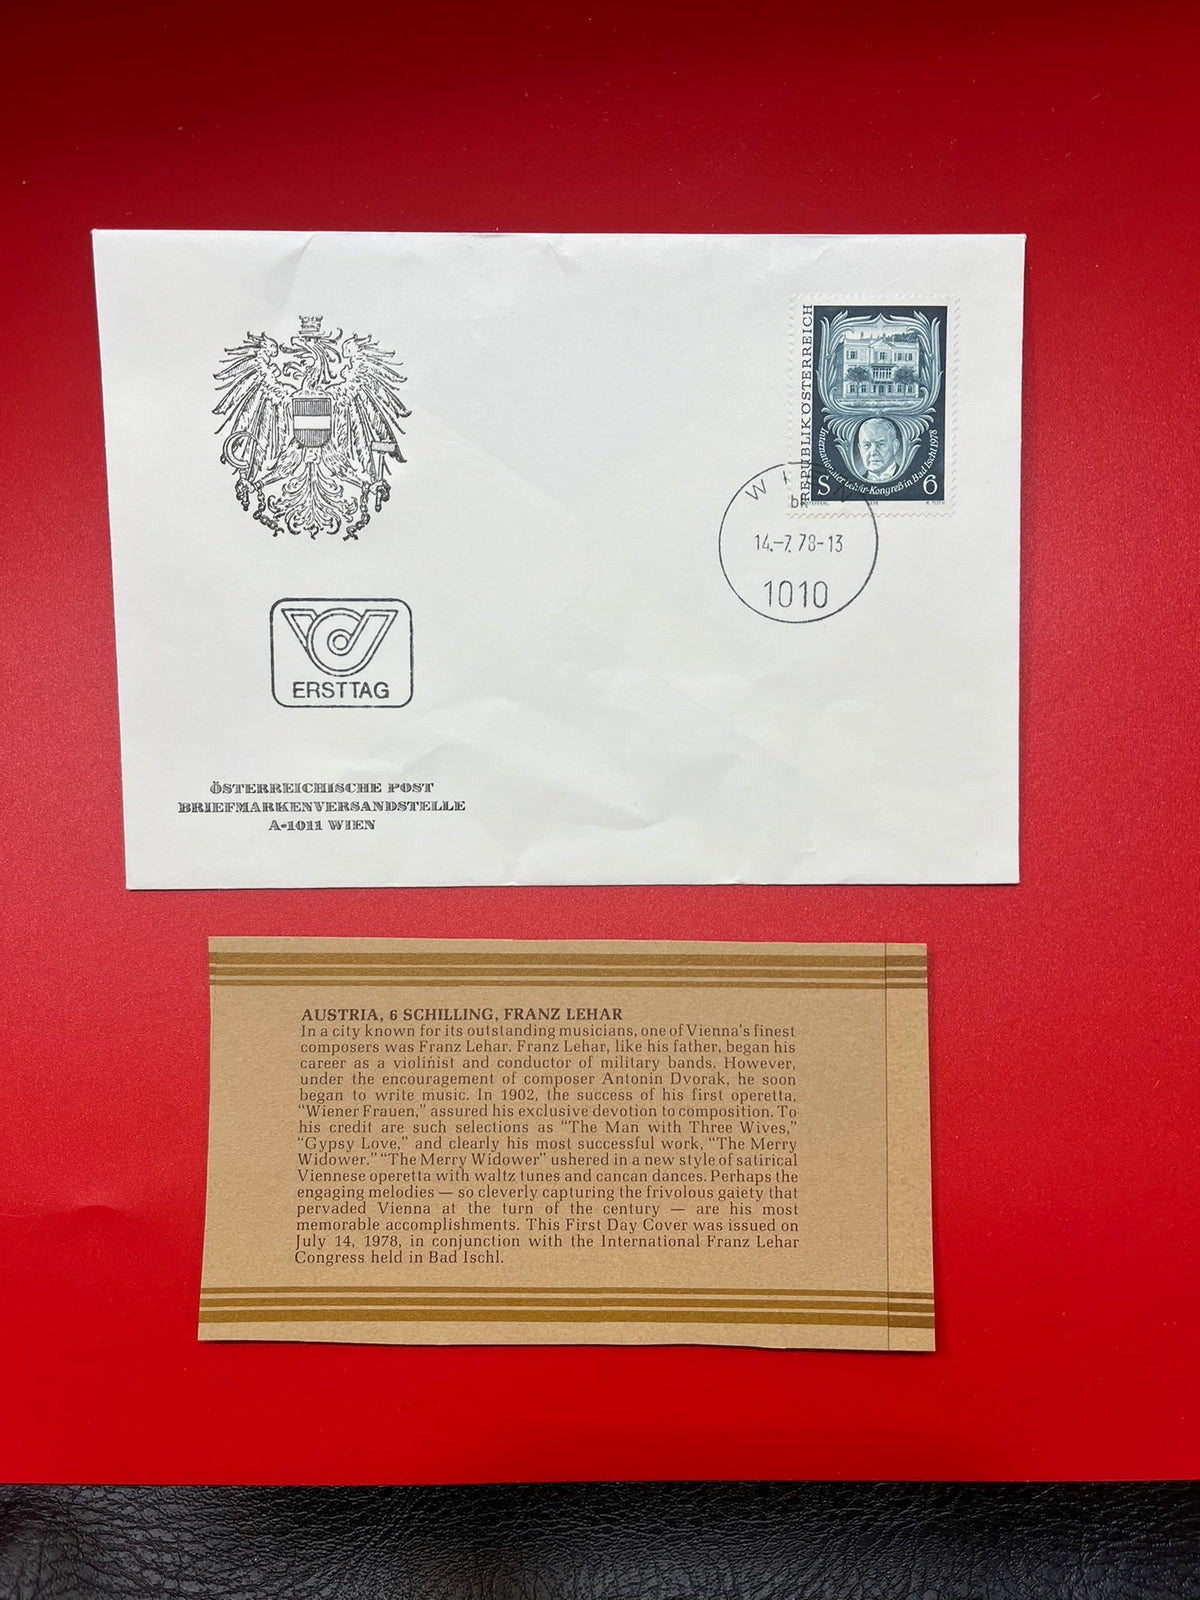 REPUBLIK ÖSTERREICH
Internationaler Lehár-Kongreß in Bad Ischl 1978
S 6
1978
A. TOTH
WIEN
14.-7.78-13
1010
ERSTTAG
ÖSTERREICHISCHE POST
BRIEFMARKENVERSANDSTELLE
A-1011 WIEN
AUSTRIA, 6 SCHILLING, FRANZ LEHAR
In a city known for its outstanding musicians, one of Vienna's finest
composers was Franz Lehar. Franz Lehar, like his father, began his
career as a violinist and conductor of military bands. However,
under the encouragement of composer Antonin Dvorak, he soon
began to write music. In 1902, the success of his first operetta,
"Wiener Frauen," assured his exclusive devotion to composition. To
his credit are such selections as "The Man with Three Wives,"
"Gypsy Love," and clearly his most successful work, "The Merry
Widower." "The Merry Widower" ushered in a new style of satirical
Viennese operetta with waltz tunes and cancan dances. Perhaps the
engaging melodies — so cleverly capturing the frivolous gaiety that
pervaded Vienna at the turn of the century — are his most
memorable accomplishments. This First Day Cover was issued on
July 14, 1978, in conjunction with the International Franz Lehar
Congress held in Bad Ischl.